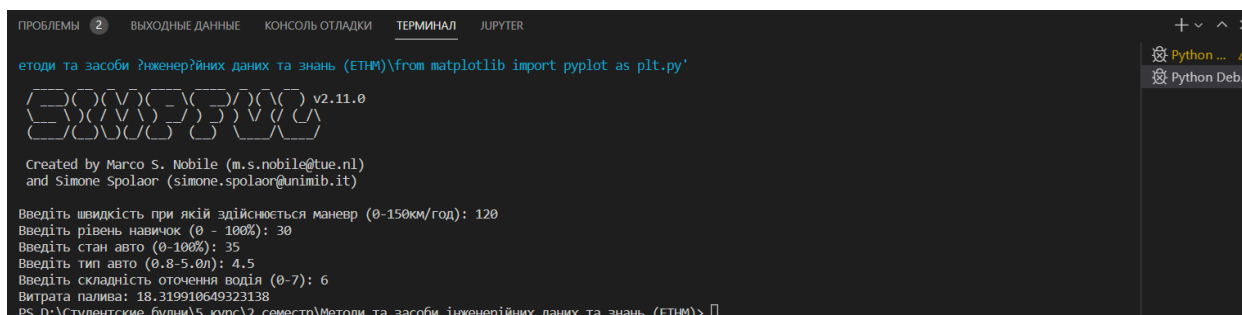 ПРОБЛЕМЫ 2 ВЫХОДНЫЕ ДАННЫЕ КОНСОЛЬ ОТЛАДКИ ТЕРМИНАЛ JUPYTER
Python ...
Python Deb.
етоди та засоби ?нженер?йних даних та знань (ЕТНМ)\from matplotlib import pyplot as plt.py'
SIMPFUL v2.11.0
Created by Marco S. Nobile (m.s.nobile@tue.nl)
and Simone Spolaor (simone.spolaor@unimib.it)
Введіть швидкість при якій здійснюється маневр (0-150км/год): 120
Введіть рівень навичок (0 - 100%): 30
Введіть стан авто (0-100%): 35
Введіть тип авто (0.8-5.0л): 4.5
Введіть складність оточення водія (0-7): 6
Витрата палива: 18.319910649323138
PS D:\Студентские будни\5 курс\2 семестр\Методи та засоби інженерійних даних та знань (ЕТНМ)>